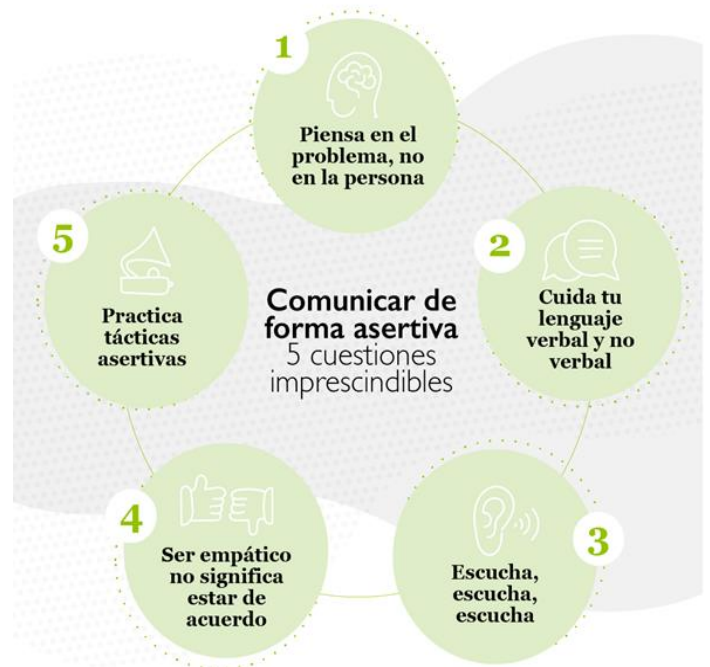 Comunicar de
forma asertiva
5 cuestiones
imprescindibles
1
Piensa en el
problema, no
en la persona
2
Cuida tu
lenguaje
verbal y no
verbal
3
Escucha,
escucha,
escucha
4
Ser empático
no significa
estar de
acuerdo
5
Practica
tácticas
asertivas